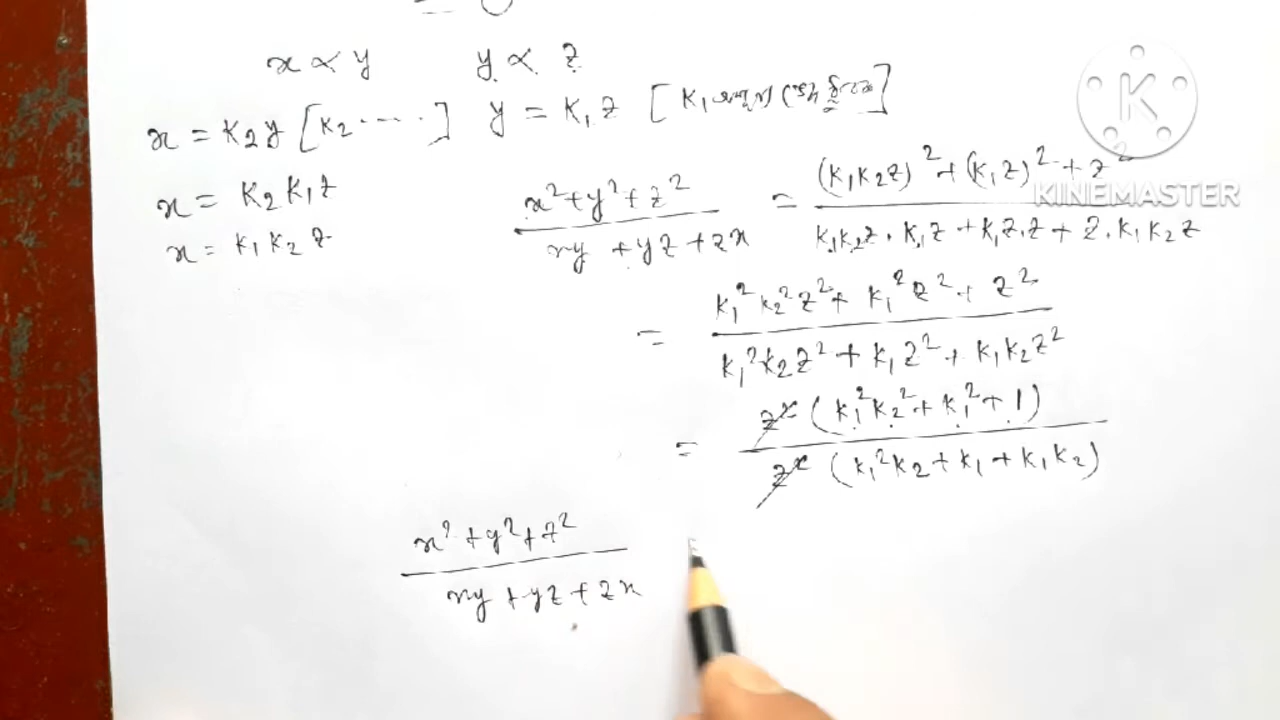 x ∝ y y ∝ z
x = K₂y [K₂ ....] y = K₁z [K₁
x = K₂K₁z
x = K₁K₂z
(x²+y²+z²)/(xy+yz+zx) = ((K₁K₂z)²+(K₁z)²+z²)/(K₁K₂z.K₁z+K₁z.z+z.K₁K₂z)
= (K₁²K₂²z²+K₁²z²+z²)/(K₁²K₂z²+K₁z²+K₁K₂z²)
= z²(K₁²K₂²+K₁²+1)/z²(K₁²K₂+K₁+K₁K₂)
(x²+y²+z²)/(xy+yz+zx)
K
KINEMASTER